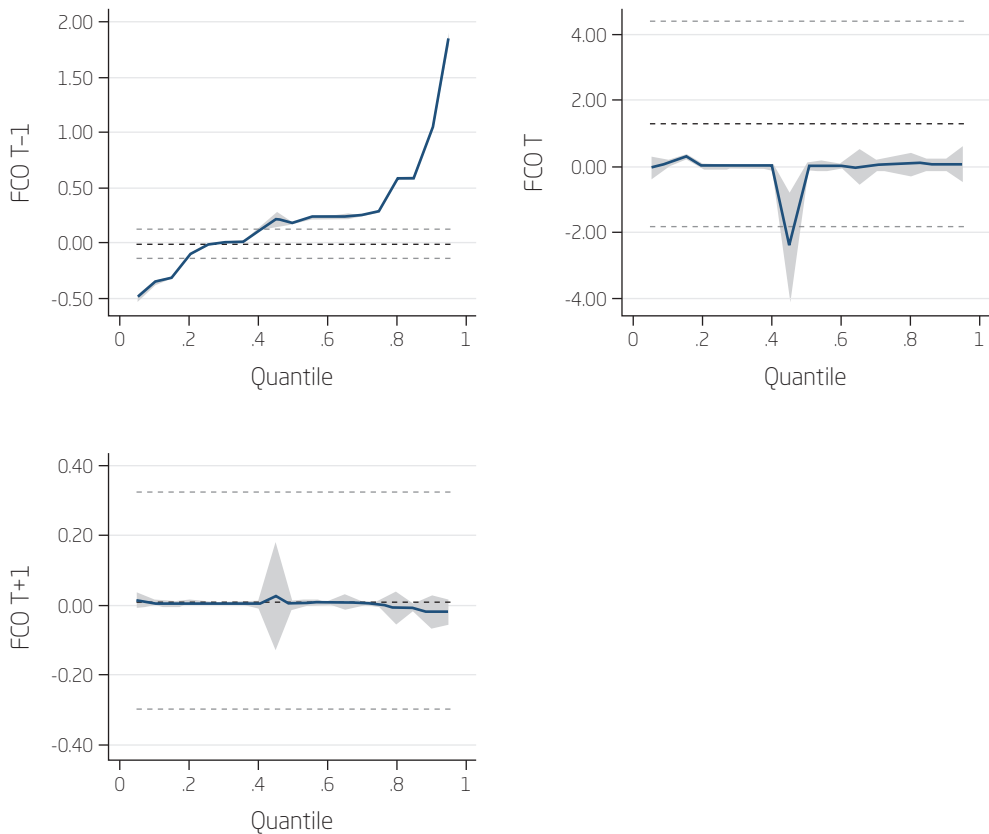 FCO T-1
2.00
1.50
1.00
0.50
0.00
-0.50
0 .2 .4 .6 .8 1
Quantile
FCO T
4.00
2.00
0.00
-2.00
-4.00
0 .2 .4 .6 .8 1
Quantile
FCO T+1
0.40
0.20
0.00
-0.20
-0.40
0 .2 .4 .6 .8 1
Quantile